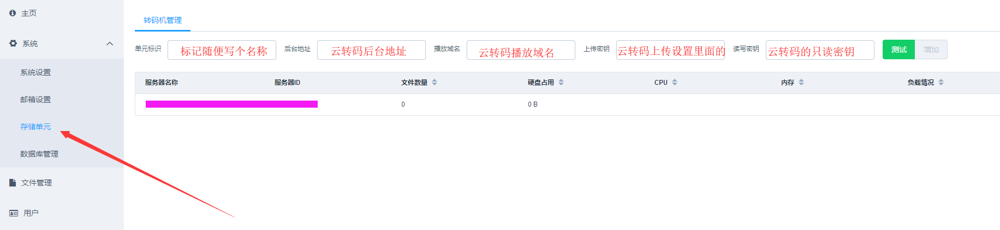 主页
系统
系统设置
邮箱设置
存储单元
数据库管理
文件管理
用户
转码机管理
单元标识 标记随便写个名称 后台地址 云转码后台地址 播放域名 云转码播放域名 上传密钥 云转码上传设置里面的 读写密钥 云转码的只读密钥 测试 增加
服务器名称 服务器ID 文件数量 硬盘占用 CPU 内存 负载情况
0 0 B